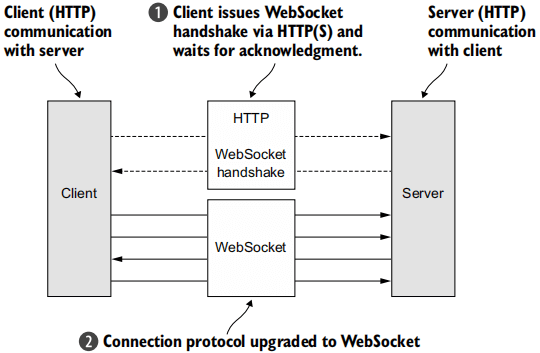 Client (HTTP)
communication
with server
1 Client issues WebSocket
handshake via HTTP(S) and
waits for acknowledgment.
Server (HTTP)
communication
with client
HTTP
WebSocket
handshake
Client
Server
WebSocket
2 Connection protocol upgraded to WebSocket